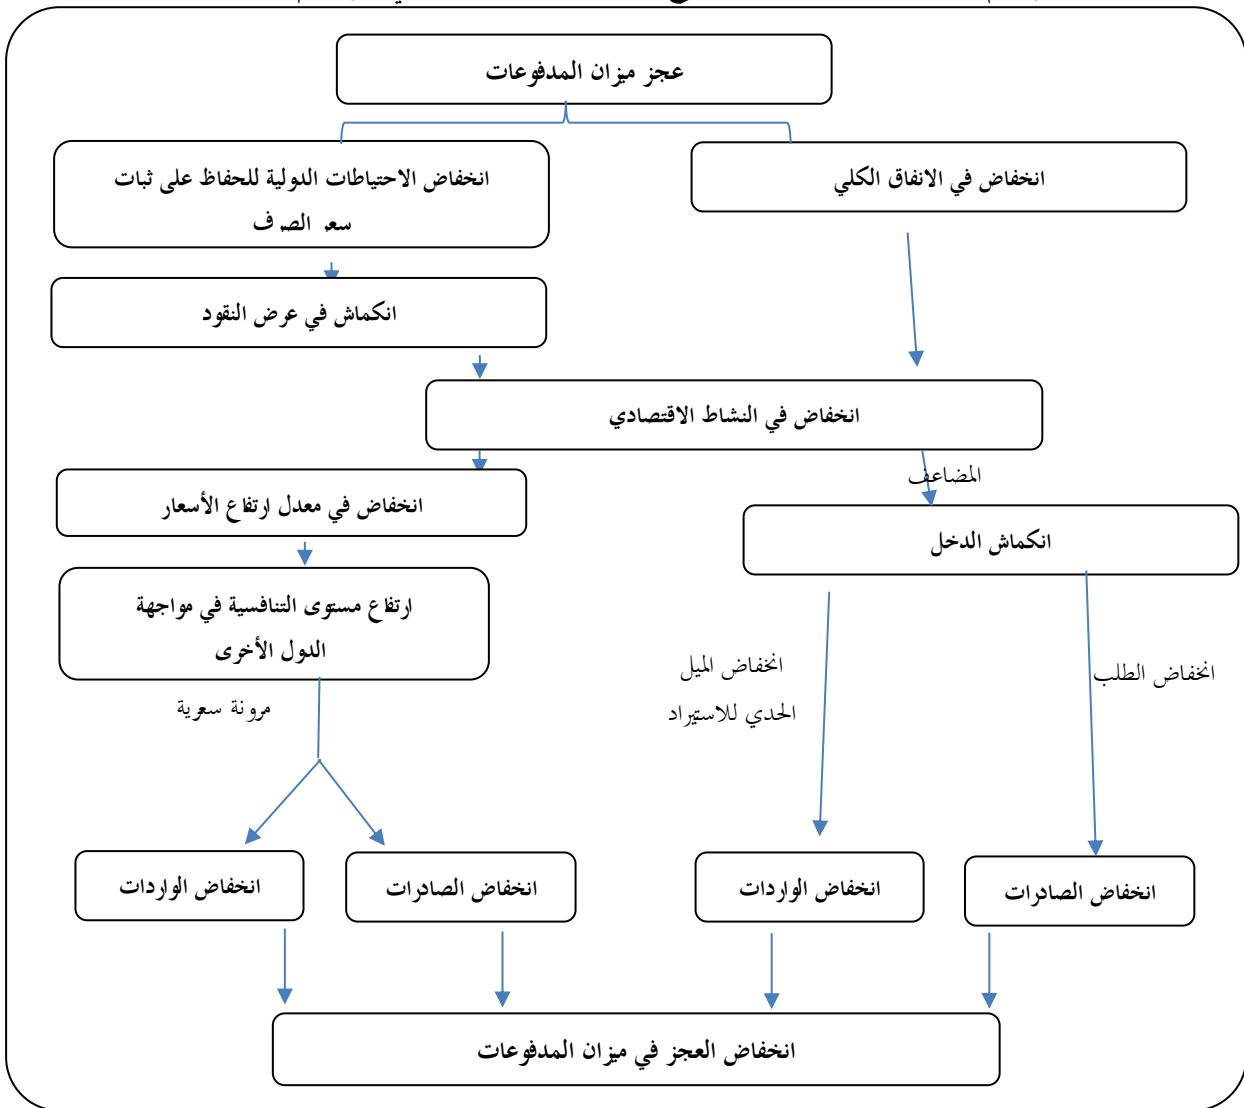 عجز ميزان المدفوعات
انخفاض في الانفاق الكلي
انخفاض الاحتياطات الدولية للحفاظ على ثبات
سعر الصرف
انكماش في عرض النقود
انخفاض في النشاط الاقتصادي
المضاعف
انخفاض في معدل ارتفاع الأسعار
انكماش الدخل
ارتفاع مستوى التنافسية في مواجهة
الدول الأخرى
انخفاض الطلب
انخفاض الميل
الحدي للاستيراد
مرونة سعرية
انخفاض الصادرات
انخفاض الواردات
انخفاض الصادرات
انخفاض الواردات
انخفاض العجز في ميزان المدفوعات